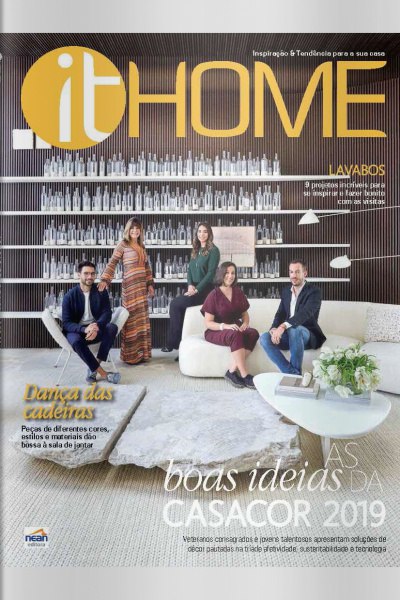 Inspiração & Tendência para a sua casa
itHOME
LAVABOS
9 projetos incríveis para
se inspirar e fazer bonito
com as visitas
Dança das
cadeiras
Peças de diferentes cores,
estilos e materiais dão
bossa à sala de jantar
AS
boas ideias DA
CASACOR 2019
Veteranos consagrados e jovens talentosos apresentam soluções de
décor pautadas na tríade afetividade, sustentabilidade e tecnologia
nean
editora